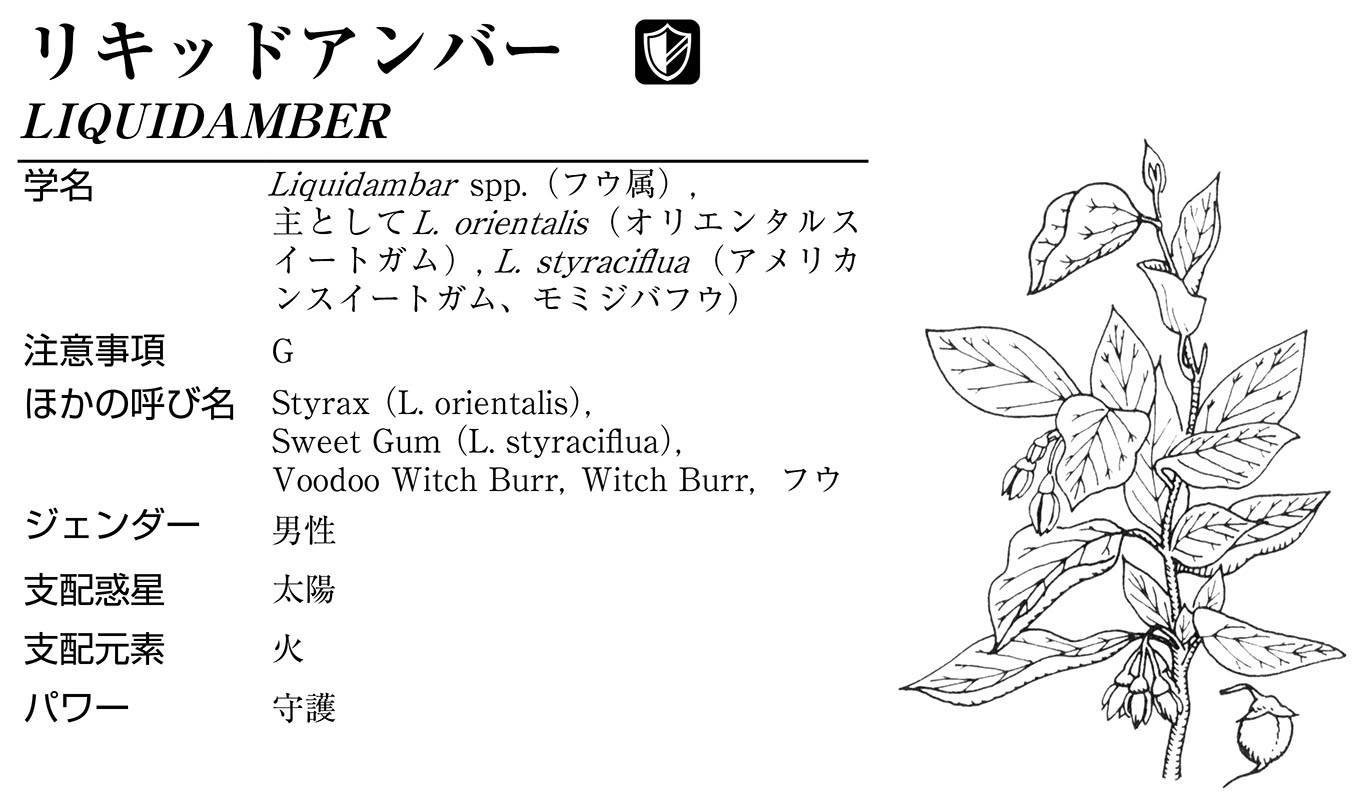 リキッドアンバー
LIQUIDAMBER
学名 Liquidambar spp.（フウ属）,
主として L. orientalis（オリエンタルス
イートガム）, L. styraciflua（アメリカ
ンスイートガム、モミジバフウ）
注意事項 G
ほかの呼び名 Styrax (L. orientalis),
Sweet Gum (L. styraciflua),
Voodoo Witch Burr, Witch Burr, フウ
ジェンダー 男性
支配惑星 太陽
支配元素 火
パワー 守護